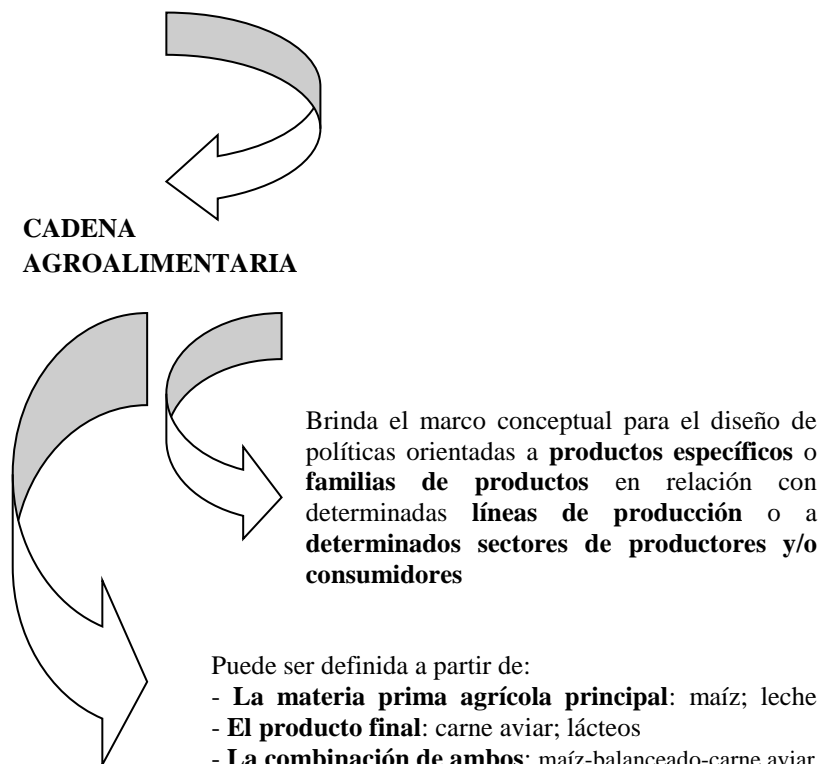 CADENA
AGROALIMENTARIA
Brinda el marco conceptual para el diseño de
políticas orientadas a productos específicos o
familias de productos en relación con
determinadas líneas de producción o a
determinados sectores de productores y/o
consumidores
Puede ser definida a partir de:
- La materia prima agrícola principal: maíz; leche
- El producto final: carne aviar; lácteos
- La combinación de ambos: maíz-balanceado-carne aviar